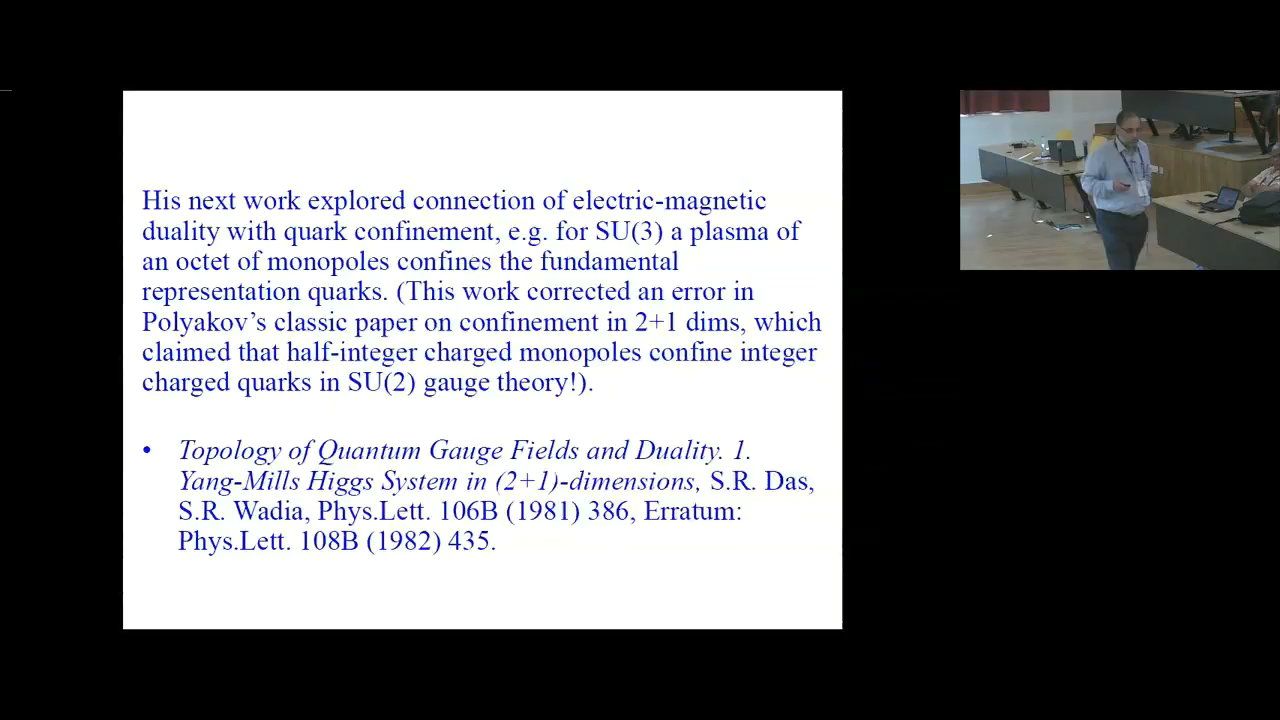 His next work explored connection of electric-magnetic
duality with quark confinement, e.g. for SU(3) a plasma of
an octet of monopoles confines the fundamental
representation quarks. (This work corrected an error in
Polyakov’s classic paper on confinement in 2+1 dims, which
claimed that half-integer charged monopoles confine integer
charged quarks in SU(2) gauge theory!).
• Topology of Quantum Gauge Fields and Duality. 1.
Yang-Mills Higgs System in (2+1)-dimensions, S.R. Das,
S.R. Wadia, Phys.Lett. 106B (1981) 386, Erratum:
Phys.Lett. 108B (1982) 435.